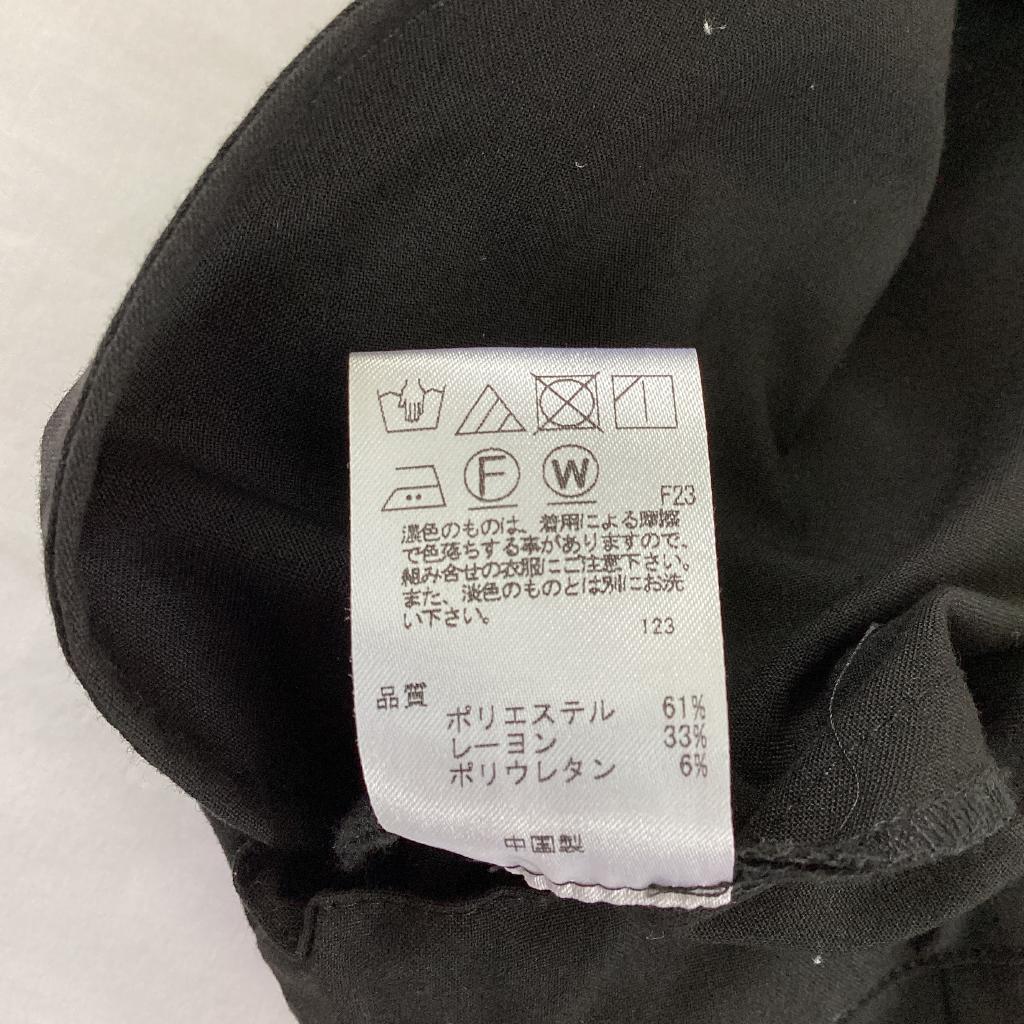 F W
F23
濃色のものは、着用による摩擦
で色落ちする事がありますので、
組み合せの衣服にご注意下さい。
また、淡色のものとは別にお洗
い下さい。
123
品質
ポリエステル 61%
レーヨン 33%
ポリウレタン 6%
中国製